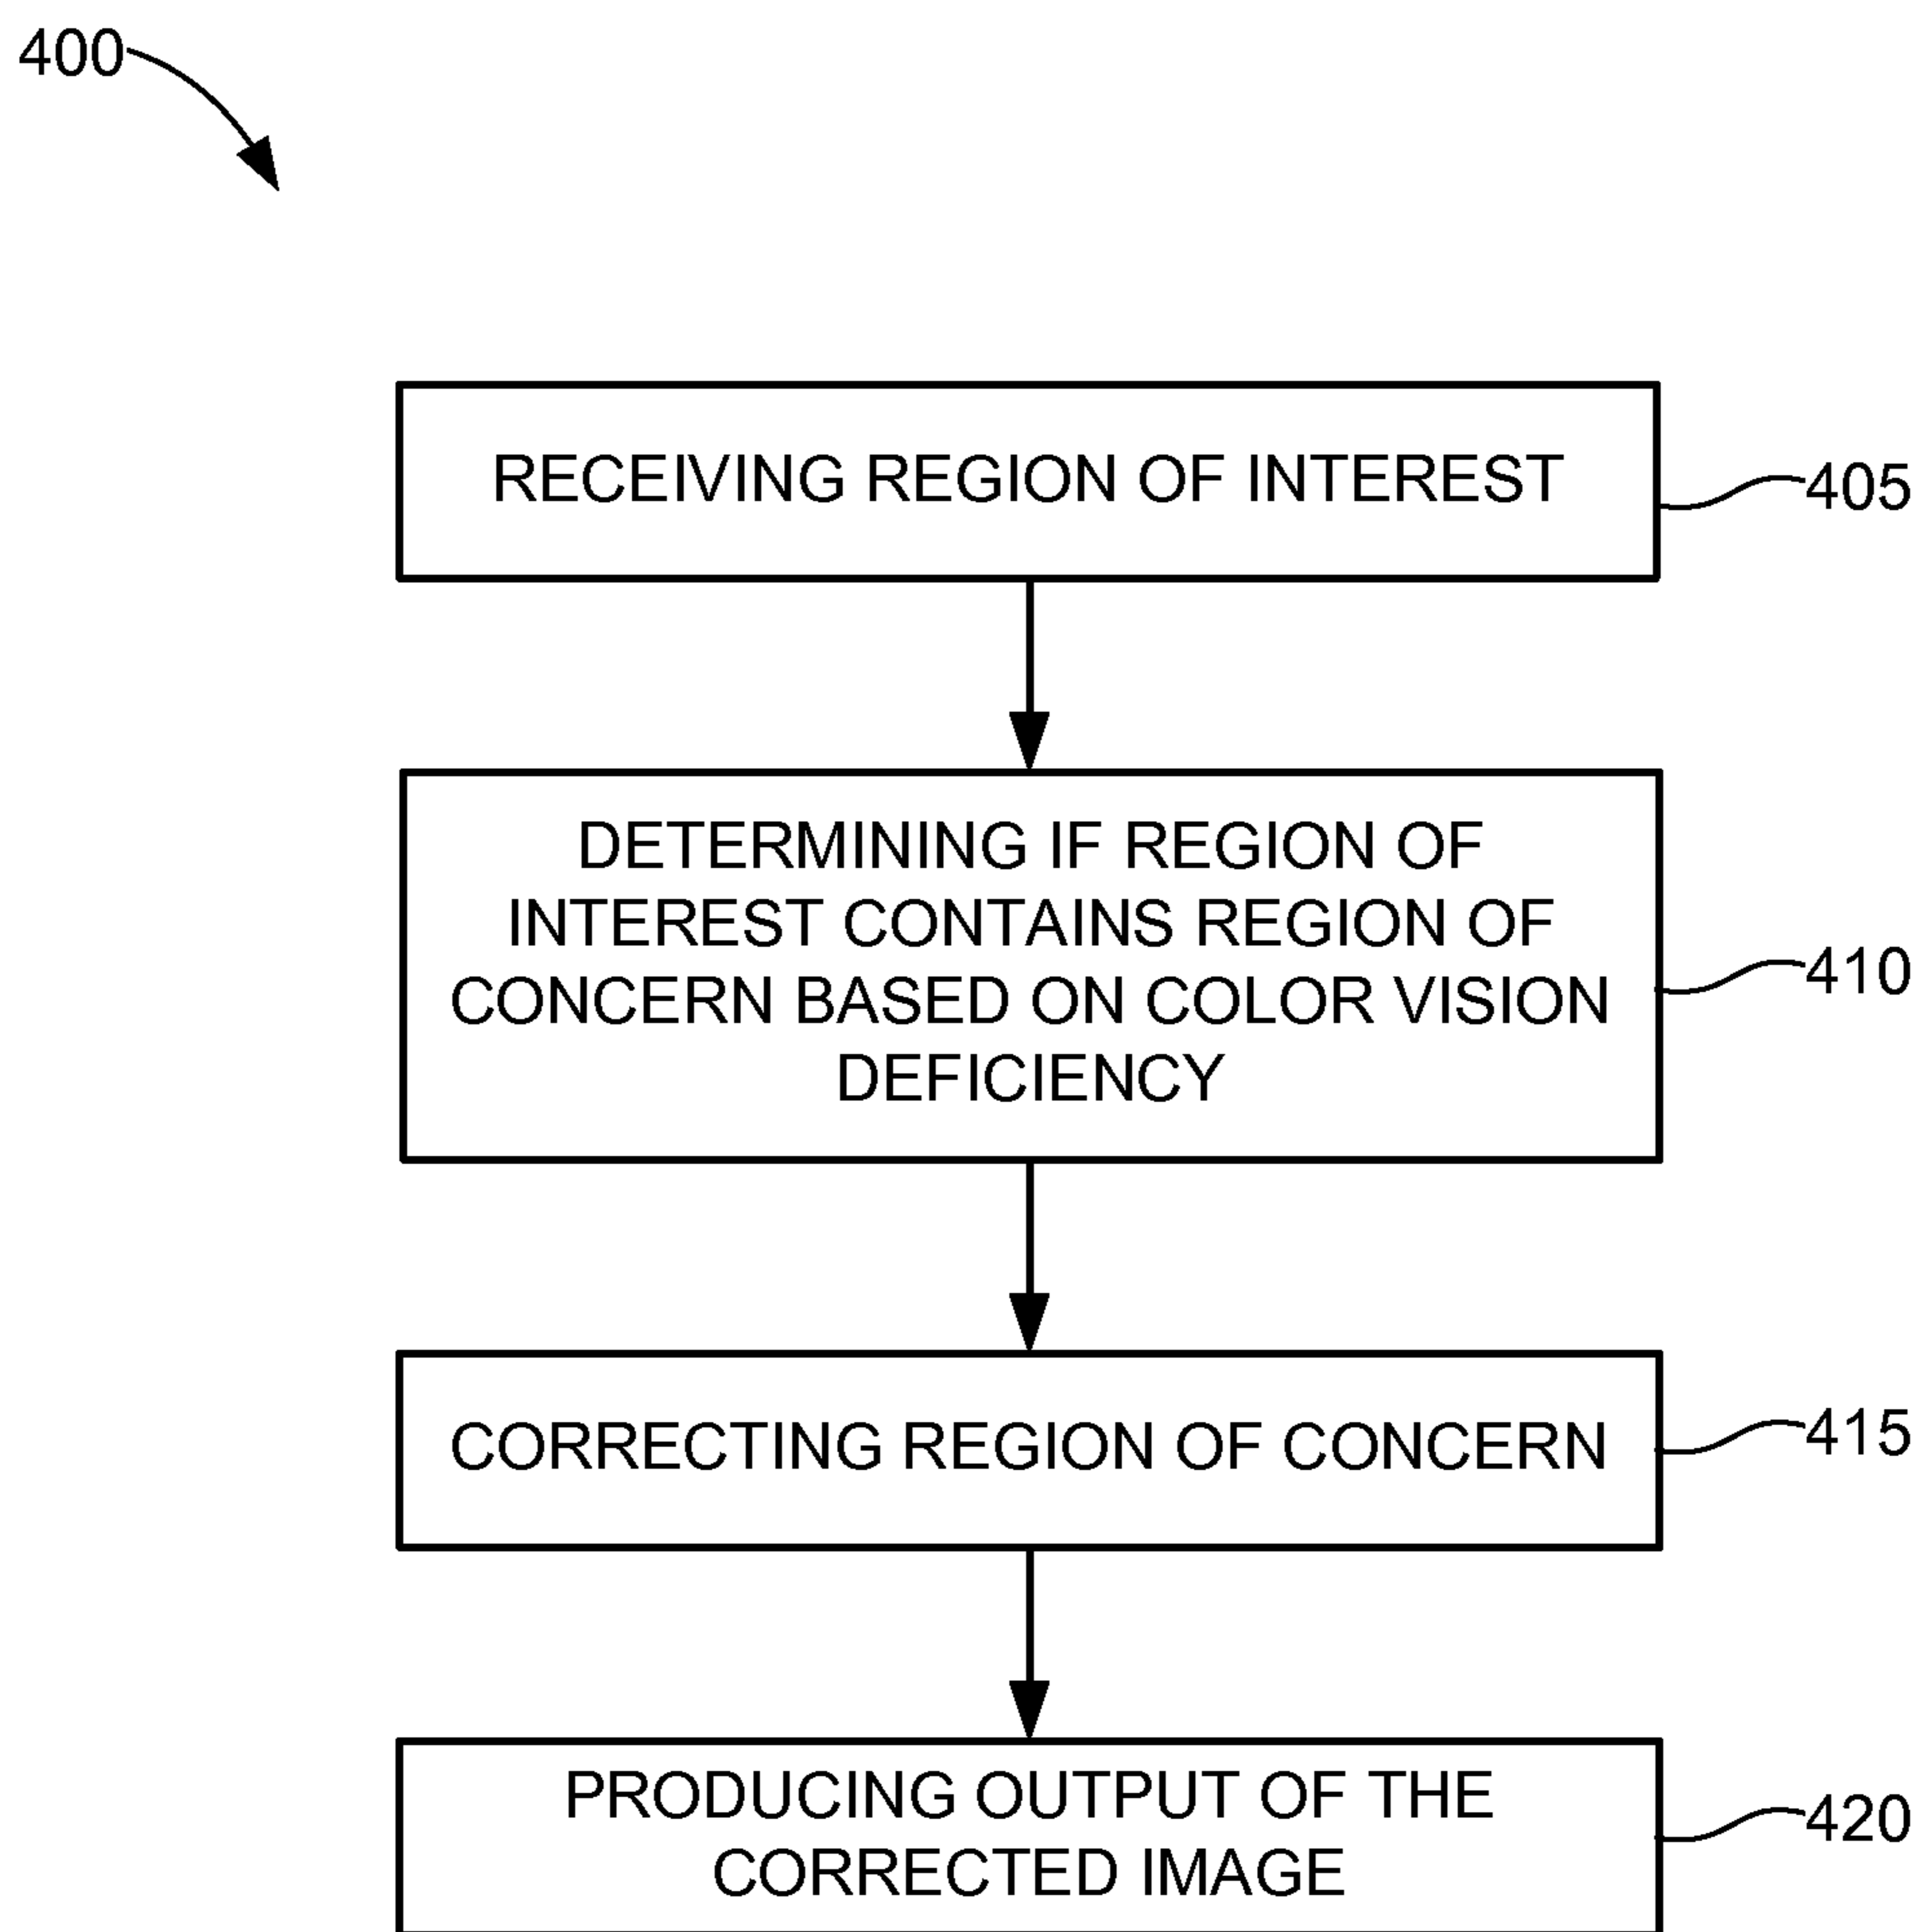 400
RECEIVING REGION OF INTEREST
405
DETERMINING IF REGION OF
INTEREST CONTAINS REGION OF
CONCERN BASED ON COLOR VISION
DEFICIENCY
410
CORRECTING REGION OF CONCERN
415
PRODUCING OUTPUT OF THE
CORRECTED IMAGE
420